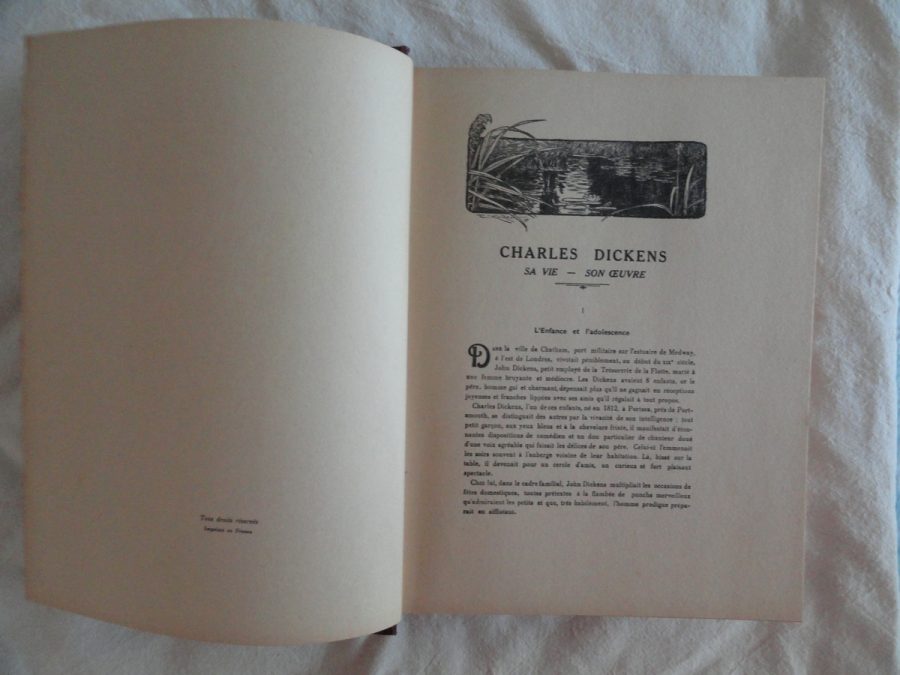 Tous droits réservés
Imprimé en France
CHARLES DICKENS
SA VIE — SON ŒUVRE
I
L'Enfance et l'adolescence
Dans la ville de Chatham, port militaire sur l'estuaire de Medway,
à l'est de Londres, vivotait péniblement, au début du XIXe siècle,
John Dickens, petit employé de la Trésorerie de la Flotte, marié à
une femme bruyante et médiocre. Les Dickens avaient 8 enfants, or le
père, homme gai et charmant, dépensait plus qu'il ne gagnait en réceptions
joyeuses et franches lippées avec ses amis qu'il régalait à tout propos.
Charles Dickens, l'un de ces enfants, né en 1812, à Portsea, près de Port-
smouth, se distinguait des autres par la vivacité de son intelligence ; tout
petit garçon, aux yeux bleus et à la chevelure frisée, il manifestait d'éton-
nantes dispositions de comédien et un don particulier de chanteur doué
d'une voix agréable qui faisait les délices de son père. Celui-ci l'emmenait
les soirs souvent à l'auberge voisine de leur habitation. Là, hissé sur la
table, il devenait pour un cercle d'amis, un curieux et fort plaisant
spectacle.
Chez lui, dans le cadre familial, John Dickens multipliait les occasions de
fêtes domestiques, toutes prétextes à la flambée de punchs merveilleux
qu'admiraient les petits et que, très habilement, l'homme prodigue prépa-
rait en sifflotant.